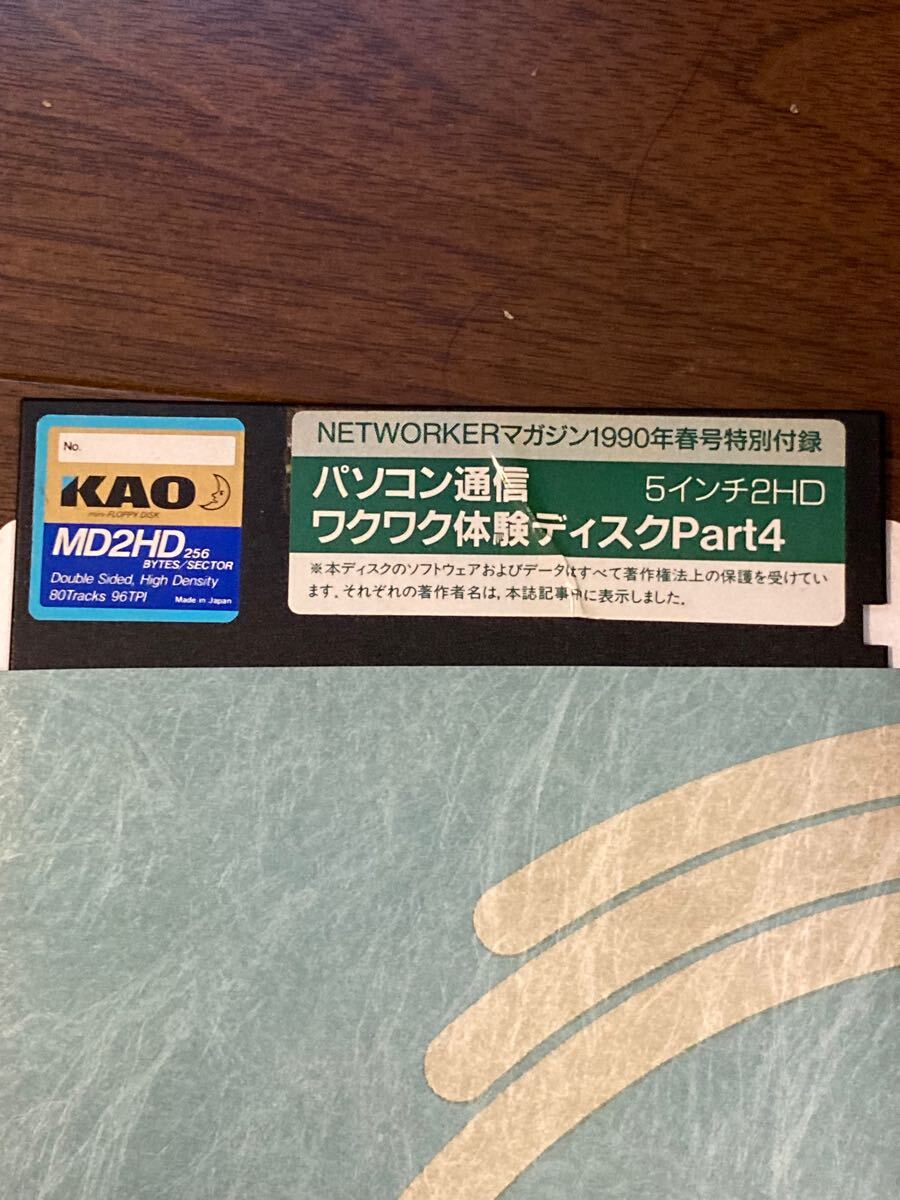 No.
KAO
mini-FLOPPY DISK
MD2HD 256
BYTES/SECTOR
Double Sided, High Density
80Tracks 96TPI Made in Japan
NETWORKERマガジン1990年春号特別付録
パソコン通信 5インチ2HD
ワクワク体験ディスクPart4
※本ディスクのソフトウェアおよびデータはすべて著作権法上の保護を受けてい
ます。それぞれの著作者名は，本誌記事中に表示しました。